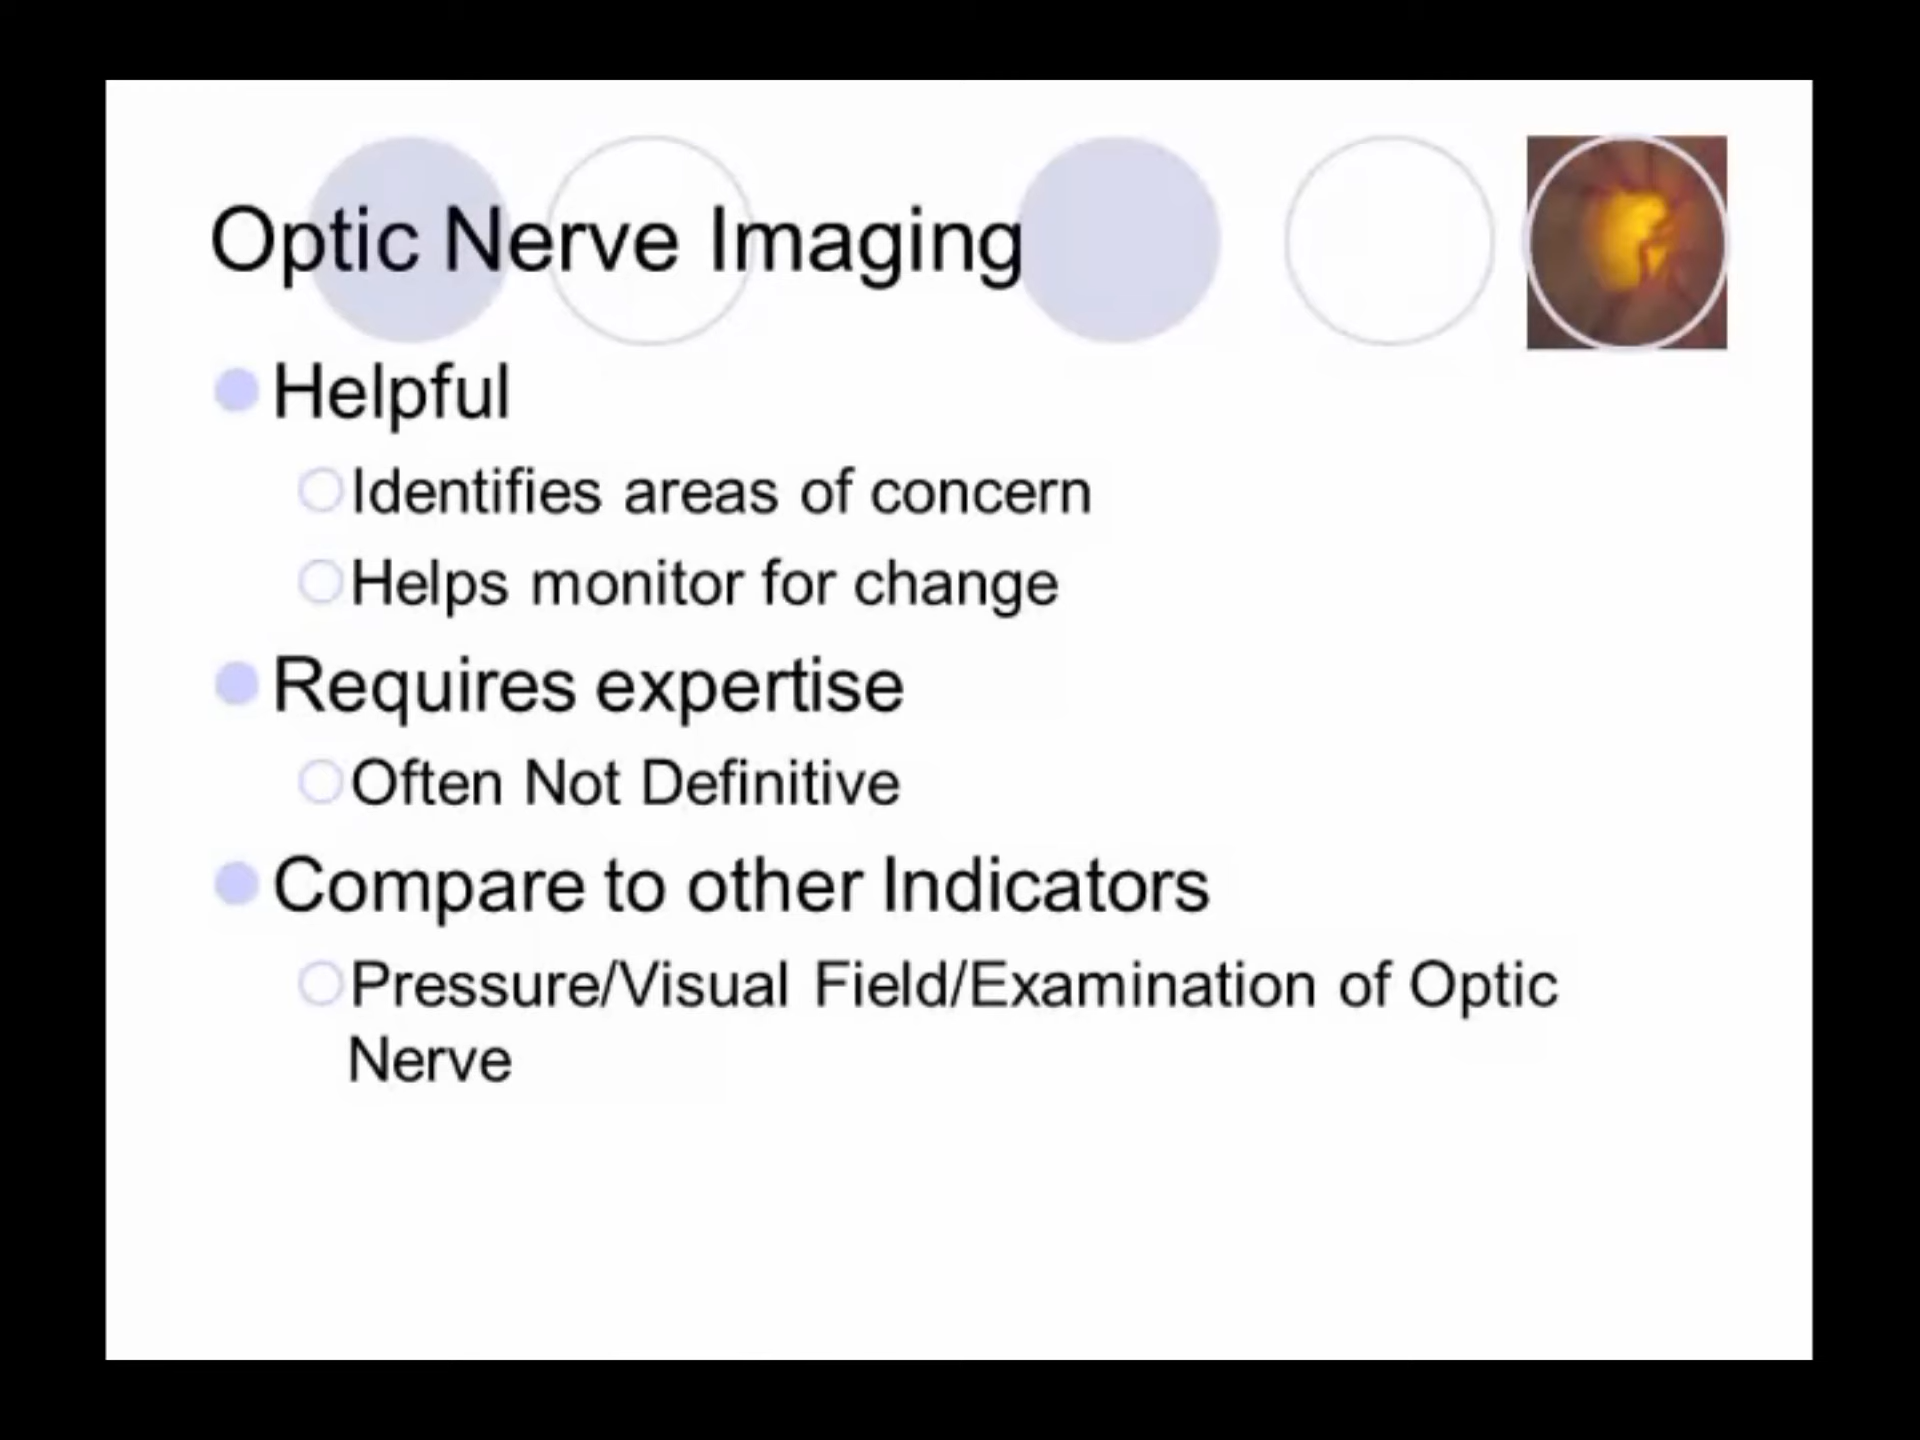 Optic Nerve Imaging
Helpful
Identifies areas of concern
Helps monitor for change
Requires expertise
Often Not Definitive
Compare to other Indicators
Pressure/Visual Field/Examination of Optic
Nerve